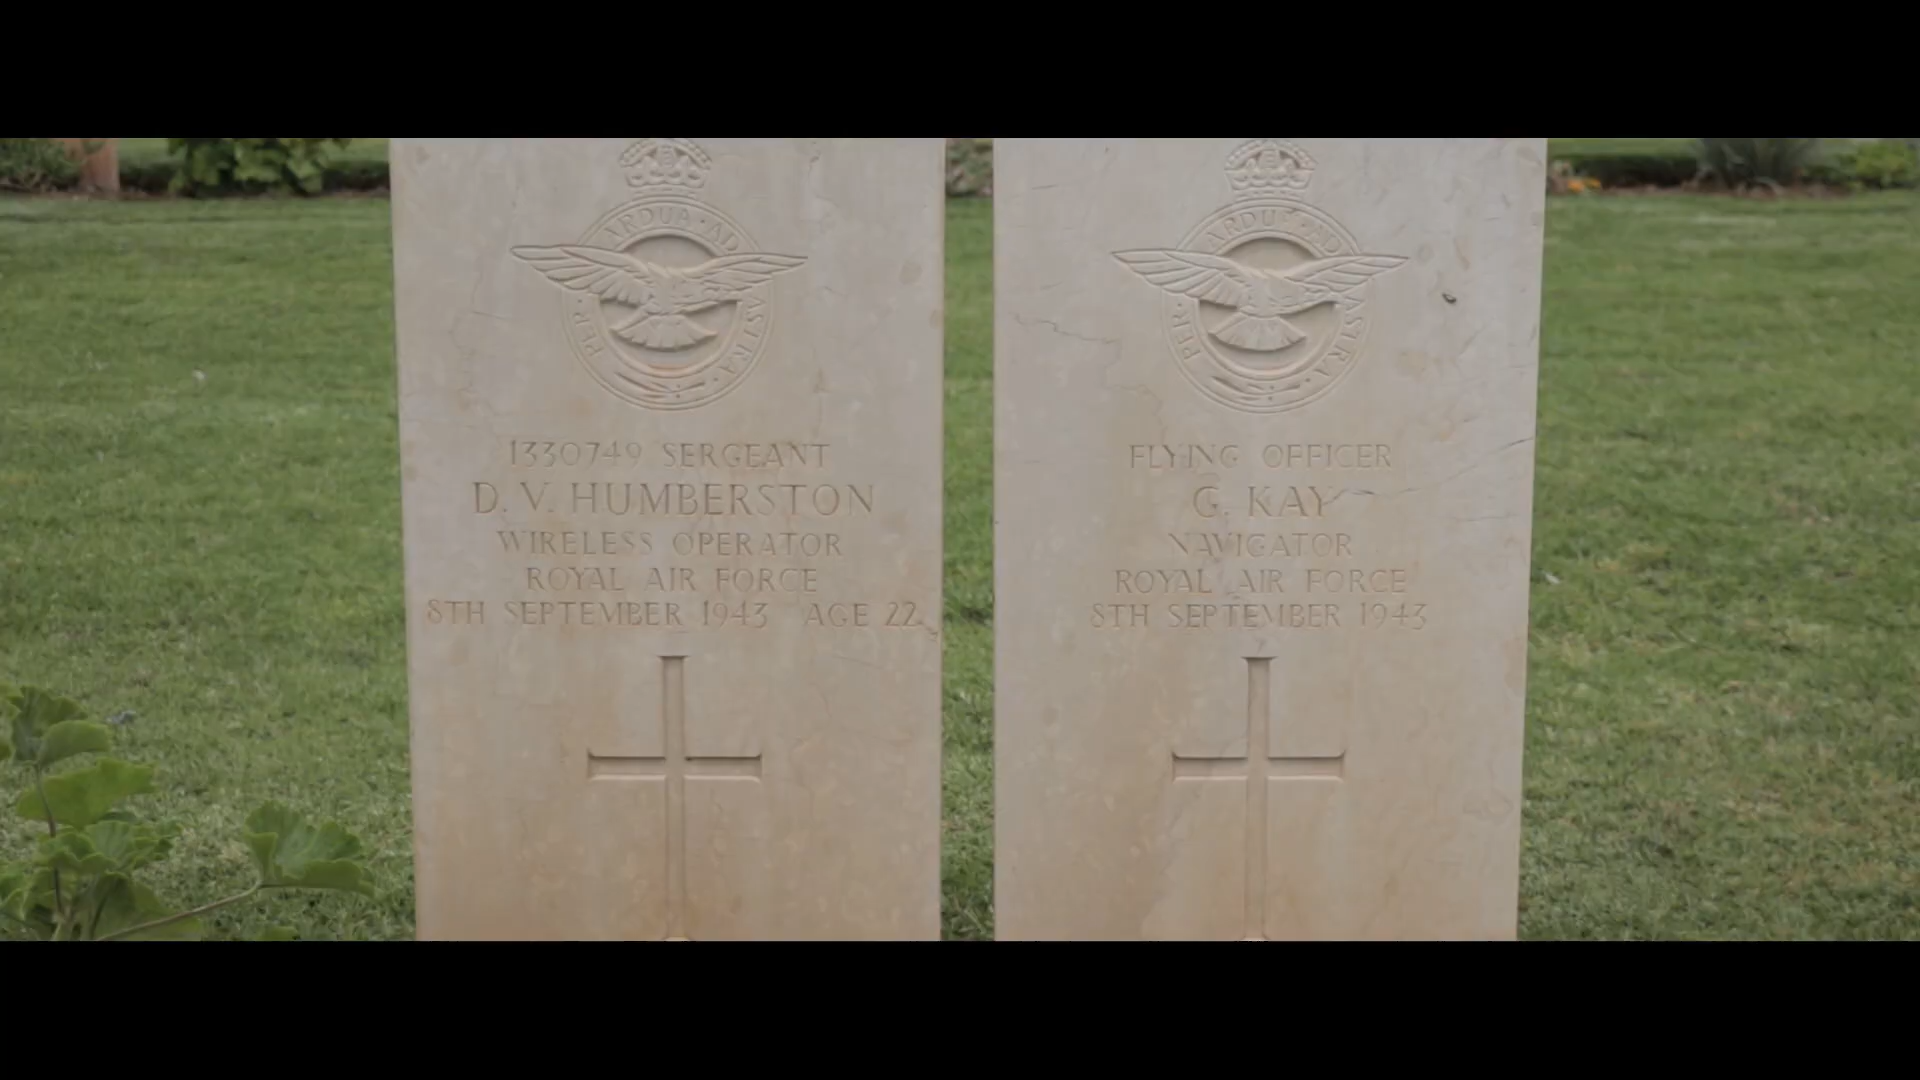 PER · ARDUA · AD ASTRA ·
1330749 SERGEANT
D. V. HUMBERSTON
WIRELESS OPERATOR
ROYAL AIR FORCE
8TH SEPTEMBER 1943 AGE 22
PER · ARDUA · AD ASTRA ·
FLYING OFFICER
G. KAY
NAVIGATOR
ROYAL AIR FORCE
8TH SEPTEMBER 1943